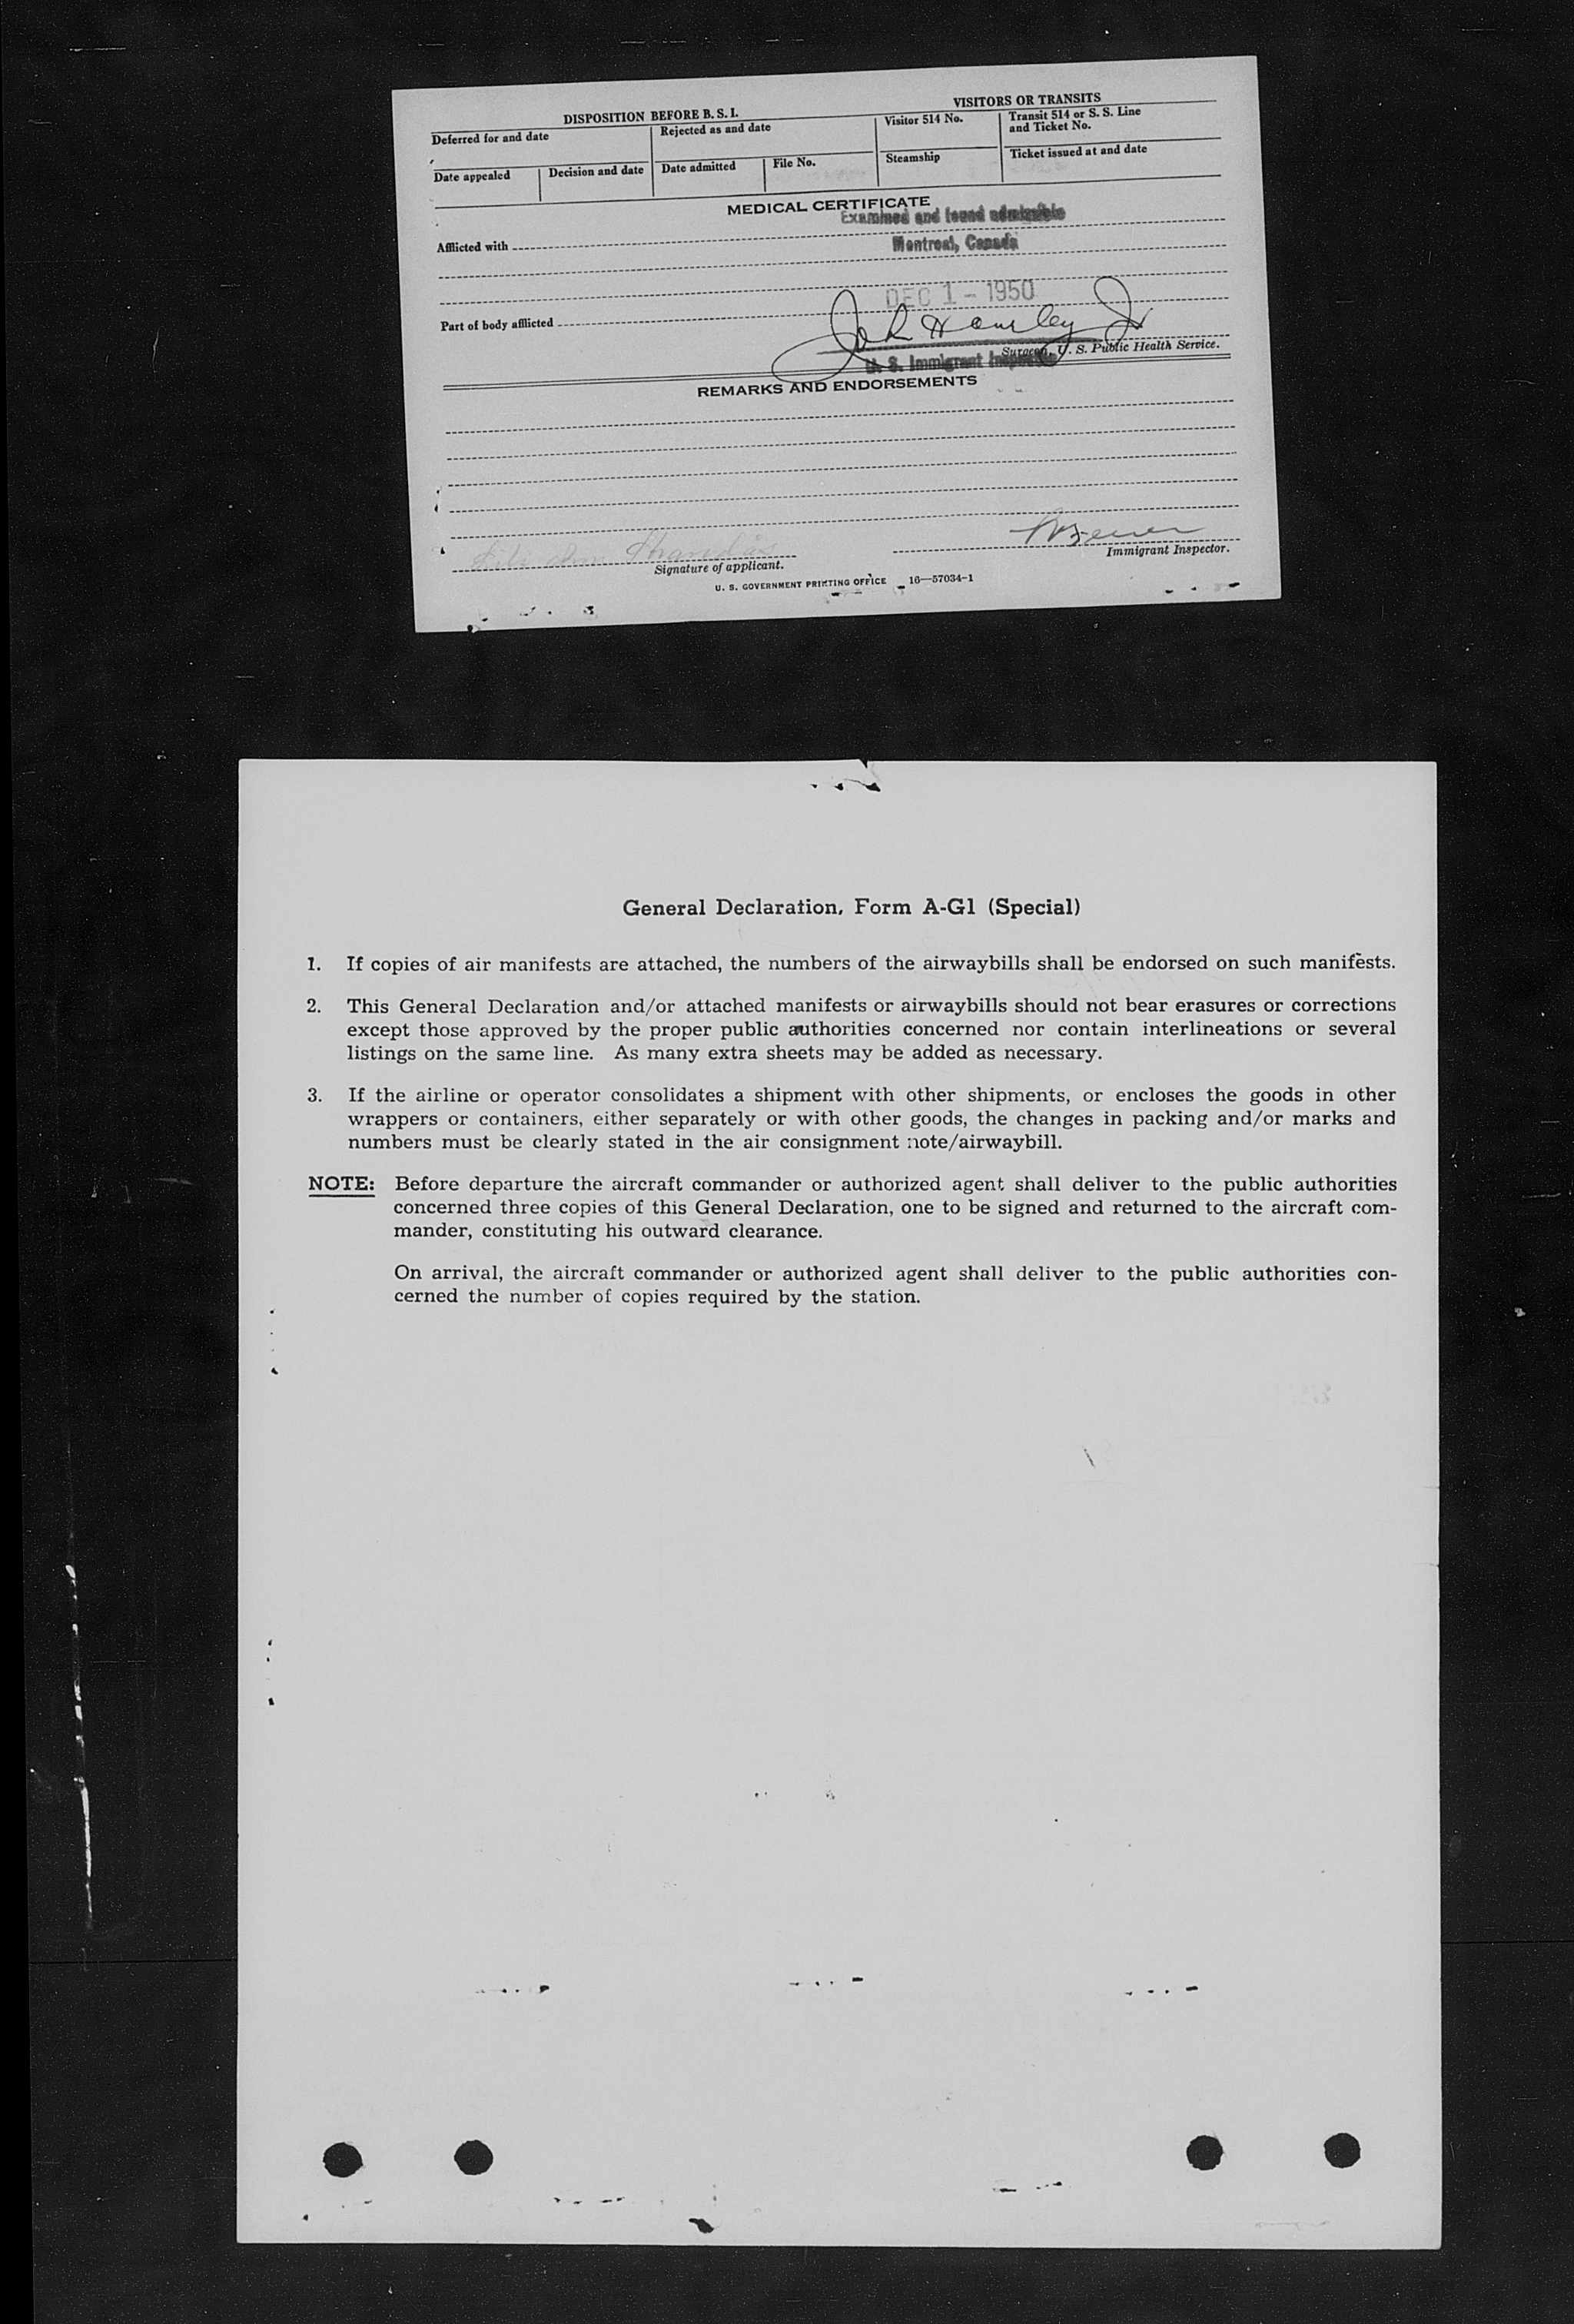 DISPOSITION BEFORE B. S. I.
VISITORS OR TRANSITS
Deferred for and date
Rejected as and date
Visitor 514 No.
Transit 514 or S. S. Line
and Ticket No.
Date appealed
Decision and date
Date admitted
File No.
Steamship
Ticket issued at and date
MEDICAL CERTIFICATE
Examined and found admissible
Afflicted with
Montreal, Canada
DEC 1 - 1950
Part of body afflicted
Surgeon, U. S. Public Health Service.
U. S. Immigrant Inspector
REMARKS AND ENDORSEMENTS
Signature of applicant.
Immigrant Inspector.
U. S. GOVERNMENT PRINTING OFFICE 16—57034-1
General Declaration, Form A-G1 (Special)
1. If copies of air manifests are attached, the numbers of the airwaybills shall be endorsed on such manifests.
2. This General Declaration and/or attached manifests or airwaybills should not bear erasures or corrections
except those approved by the proper public authorities concerned nor contain interlineations or several
listings on the same line. As many extra sheets may be added as necessary.
3. If the airline or operator consolidates a shipment with other shipments, or encloses the goods in other
wrappers or containers, either separately or with other goods, the changes in packing and/or marks and
numbers must be clearly stated in the air consignment note/airwaybill.
NOTE: Before departure the aircraft commander or authorized agent shall deliver to the public authorities
concerned three copies of this General Declaration, one to be signed and returned to the aircraft com-
mander, constituting his outward clearance.
On arrival, the aircraft commander or authorized agent shall deliver to the public authorities con-
cerned the number of copies required by the station.